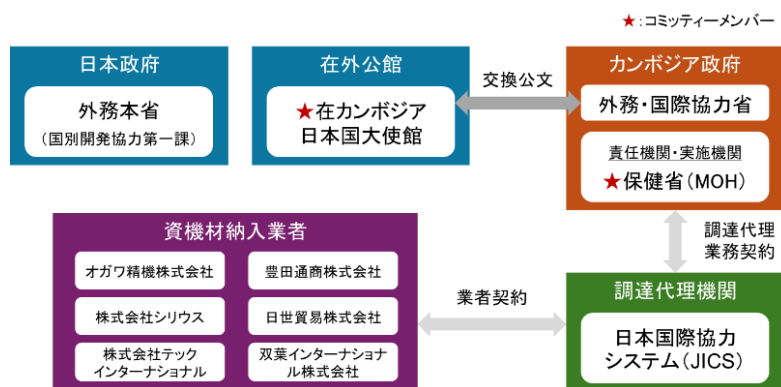 ★:コミッティーメンバー
日本政府
外務本省
(国別開発協力第一課)
在外公館
★在カンボジア
日本国大使館
交換公文
カンボジア政府
外務・国際協力省
責任機関・実施機関
★保健省(MOH)
調達代理
業務契約
資機材納入業者
オガワ精機株式会社
豊田通商株式会社
株式会社シリウス
日世貿易株式会社
株式会社テック
インターナショナル
双葉インターナショナ
ル株式会社
業者契約
調達代理機関
日本国際協力
システム(JICS)